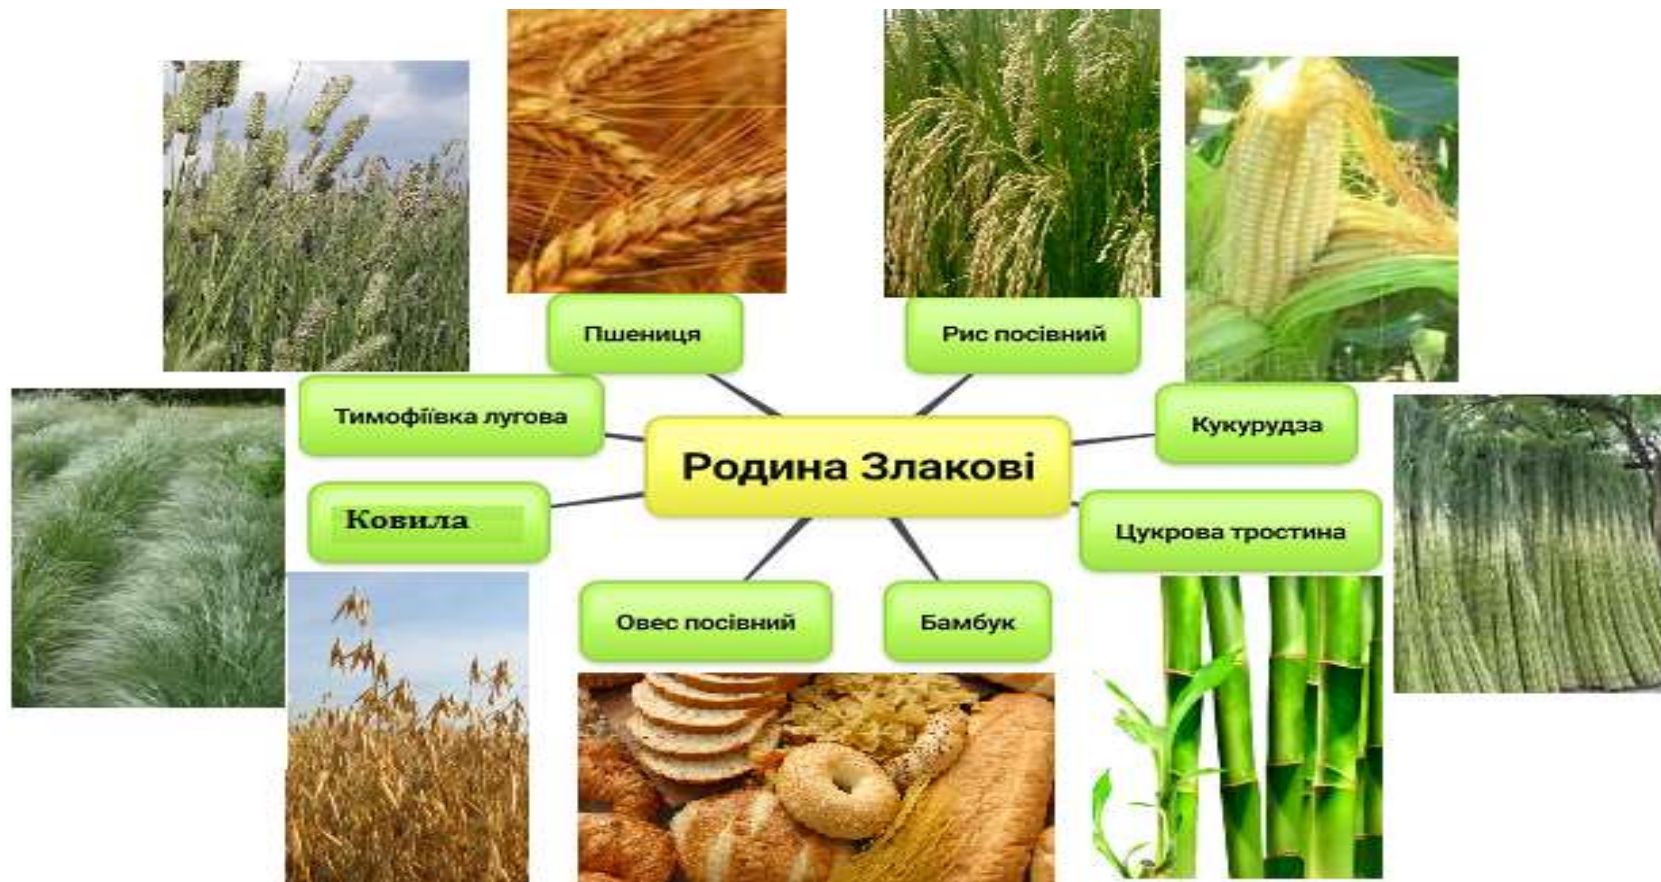 Пшениця
Рис посівний
Тимофіївка лугова
Кукурудза
Родина Злакові
Ковила
Цукрова тростина
Овес посівний
Бамбук